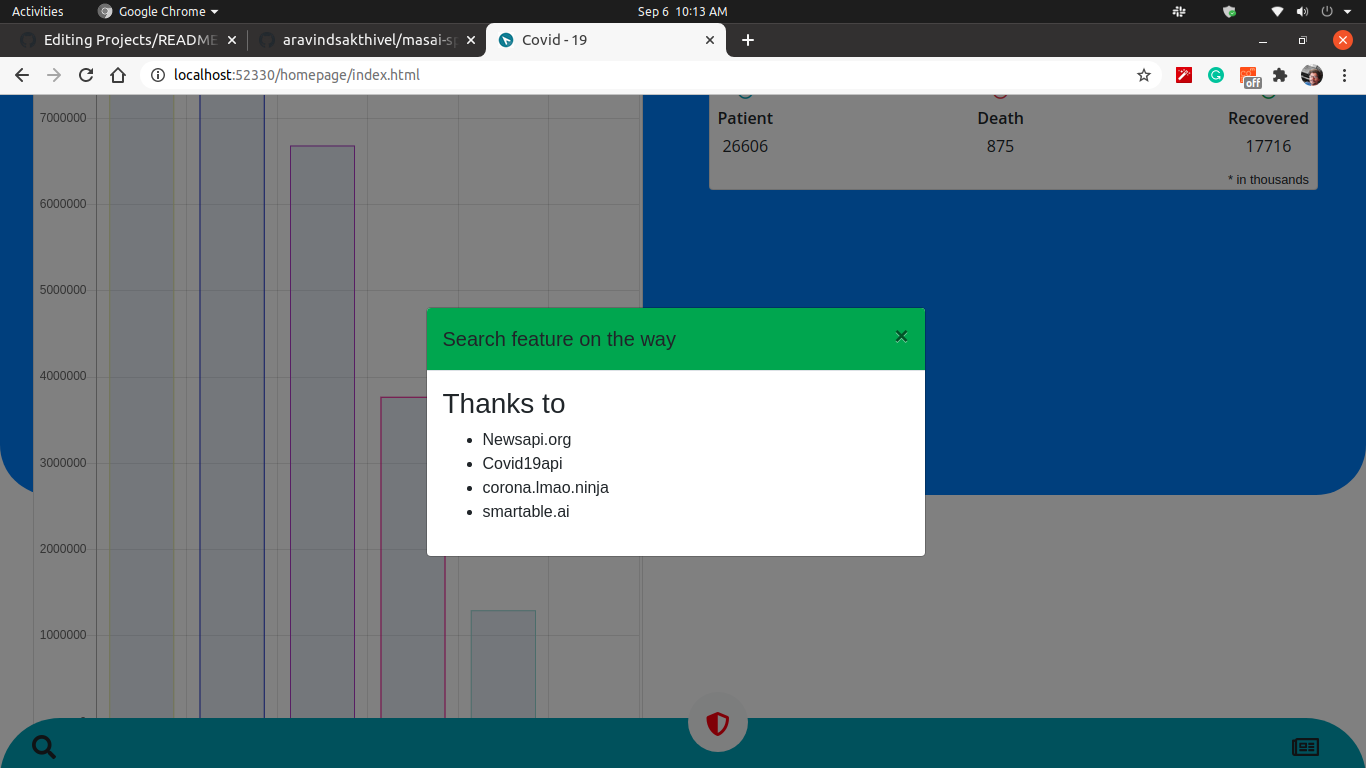 Activities
Google Chrome
Sep 6 10:13 AM
Editing Projects/README
aravindsakthivel/masai-sp
Covid - 19
localhost:52330/homepage/index.html
off
7000000
6000000
5000000
4000000
3000000
2000000
1000000
Patient
Death
Recovered
26606
875
17716
* in thousands
Search feature on the way
×
Thanks to
• Newsapi.org
• Covid19api
• corona.lmao.ninja
• smartable.ai